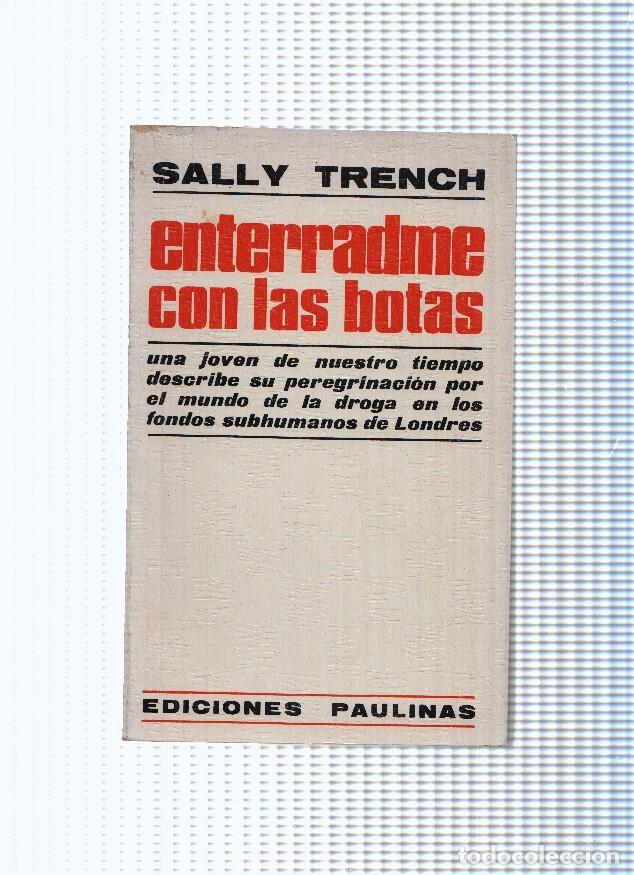 SALLY TRENCH
enterradme
con las botas
una joven de nuestro tiempo
describe su peregrinación por
el mundo de la droga en los
fondos subhumanos de Londres
EDICIONES PAULINAS
todocoleccion